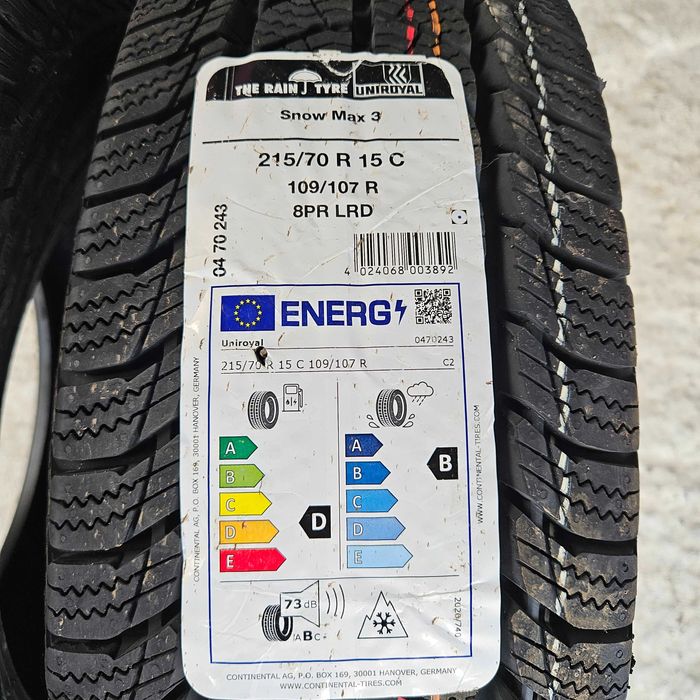 THE RAIN TYRE
UNIROYAL
Snow Max 3
215/70 R 15 C
109/107 R
8PR LRD
04 70 243
4 024068 003892
ENERG
Uniroyal
0470243
215/70 R 15 C 109/107 R
C2
A
B
C
D
E
D
A
B
C
D
E
B
73 dB
ABC
2020/740
CONTINENTAL AG, P.O. BOX 169, 30001 HANOVER, GERMANY
WWW.CONTINENTAL-TIRES.COM
CONTINENTAL AG, P.O. BOX 169, 30001 HANOVER, GERMANY
CONTINENTAL-TIRES.COM